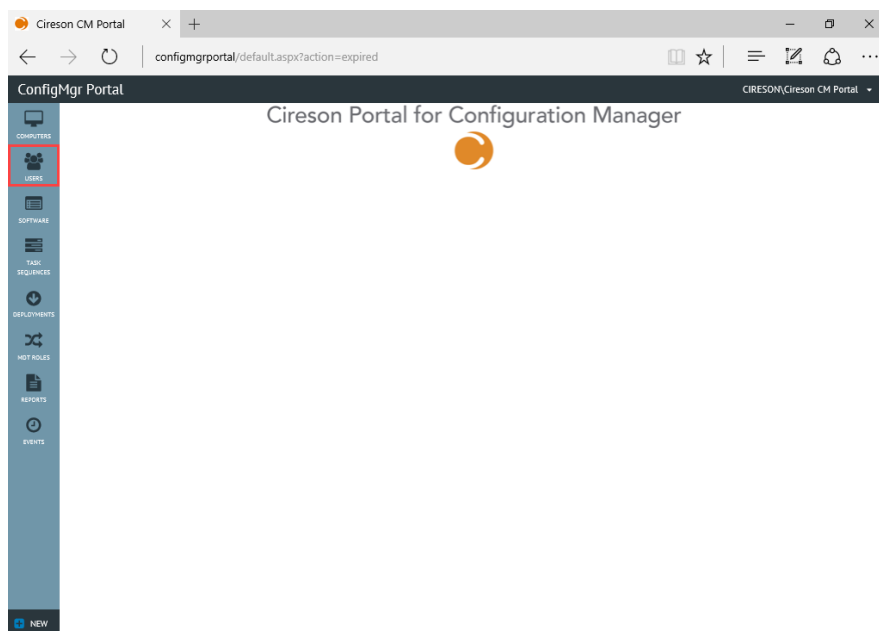 Cireson CM Portal
configmgrportal/default.aspx?action=expired
ConfigMgr Portal
CIRESON\Cireson CM Portal
Cireson Portal for Configuration Manager
COMPUTERS
USERS
SOFTWARE
TASK
SEQUENCES
DEPLOYMENTS
MDT ROLES
REPORTS
EVENTS
NEW